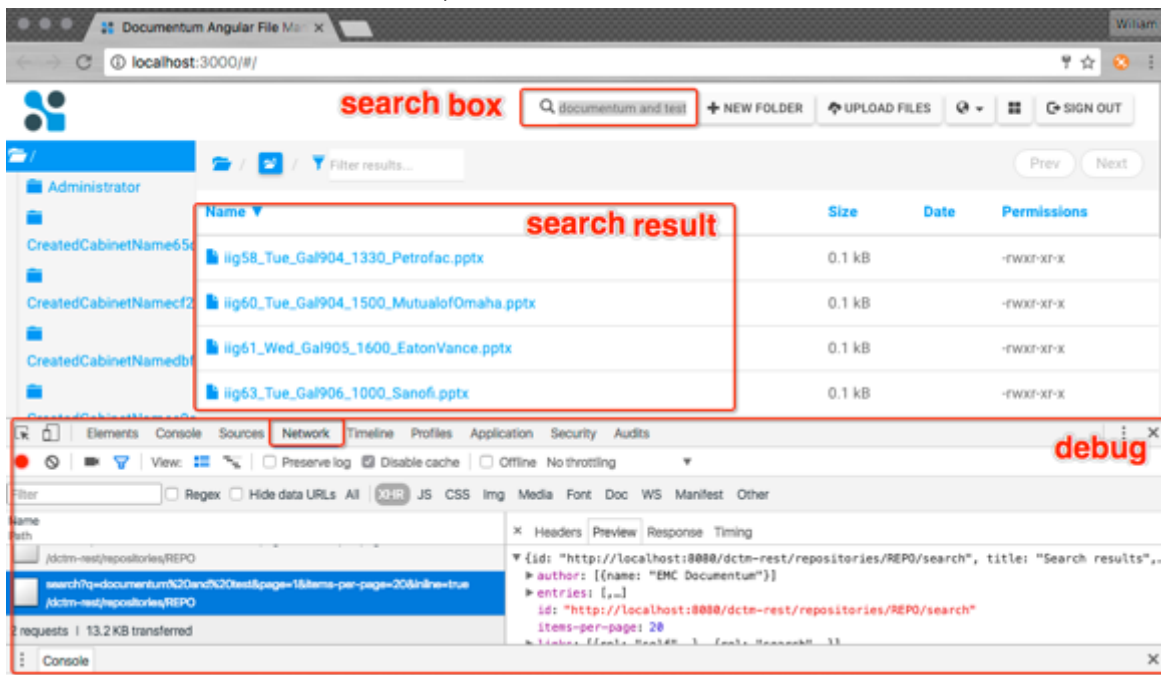 Documentum Angular File Ma ×
William
localhost:3000/#/
search box
documentum and test
NEW FOLDER
UPLOAD FILES
SIGN OUT
/
/ / Filter results...
Prev Next
Administrator
Name ▼ Size Date Permissions
search result
CreatedCabinetName65
iig58_Tue_Gal904_1330_Petrofac.pptx 0.1 kB -rwxr-xr-x
CreatedCabinetNamecf2
iig60_Tue_Gal904_1500_MutualofOmaha.pptx 0.1 kB -rwxr-xr-x
CreatedCabinetNamedbf
iig61_Wed_Gal905_1600_EatonVance.pptx 0.1 kB -rwxr-xr-x
iig63_Tue_Gal906_1000_Sanofi.pptx 0.1 kB -rwxr-xr-x
Elements Console Sources Network Timeline Profiles Application Security Audits
debug
View: Preserve log Disable cache Offline No throttling
Filter Regex Hide data URLs All XHR JS CSS Img Media Font Doc WS Manifest Other
Name
Path
× Headers Preview Response Timing
/dctm-rest/repositories/REPO
▼{id: "http://localhost:8080/dctm-rest/repositories/REPO/search", title: "Search results",…
search?q=documentum%20and%20test&page=1&items-per-page=20&inline=true
/dctm-rest/repositories/REPO
▶ author: [{name: "EMC Documentum"}]
▶ entries: [,…]
id: "http://localhost:8080/dctm-rest/repositories/REPO/search"
items-per-page: 20
2 requests | 13.2 KB transferred
▶ links: [{rel: "self",…}, {rel: "search",…}]
Console